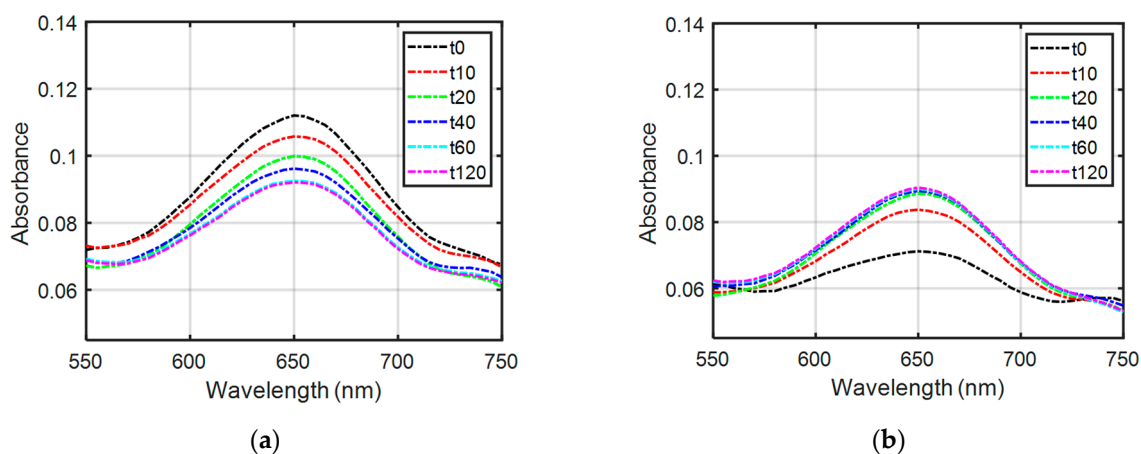 0.14
0.12
0.1
0.08
0.06
Absorbance
550
600
650
700
750
Wavelength (nm)
t0
t10
t20
t40
t60
t120
(a)
0.14
0.12
0.1
0.08
0.06
Absorbance
550
600
650
700
750
Wavelength (nm)
t0
t10
t20
t40
t60
t120
(b)